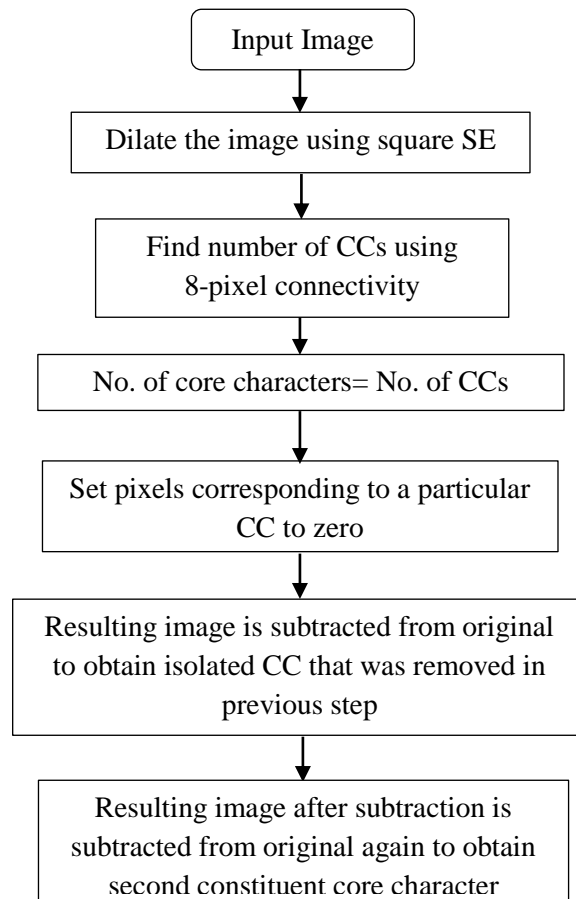 Input Image
Dilate the image using square SE
Find number of CCs using
8-pixel connectivity
No. of core characters= No. of CCs
Set pixels corresponding to a particular
CC to zero
Resulting image is subtracted from original
to obtain isolated CC that was removed in
previous step
Resulting image after subtraction is
subtracted from original again to obtain
second constituent core character